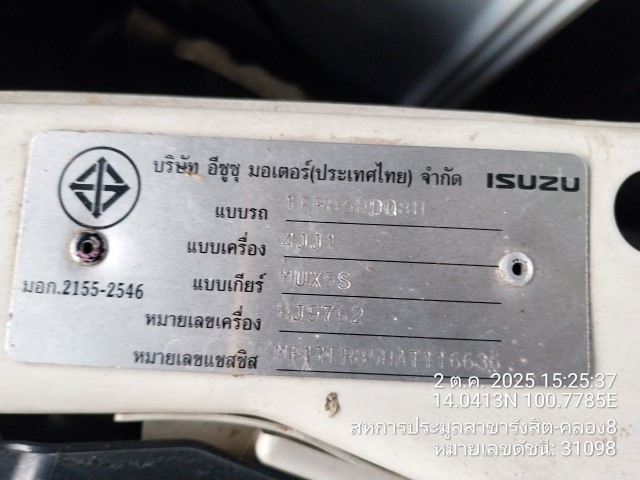 บริษัท อีซูซุ มอเตอร์(ประเทศไทย) จำกัด ISUZU
แบบรถ
แบบเครื่อง 4JJ1
มอก.2155-2546 แบบเกียร์ MUX5S
หมายเลขเครื่อง HJ9762
หมายเลขแชสซิส
2 ต.ค. 2025 15:25:37
14.0413N 100.7785E
สหการประมูลสาขารังสิต-คลอง8
หมายเลขดัชนี: 31098